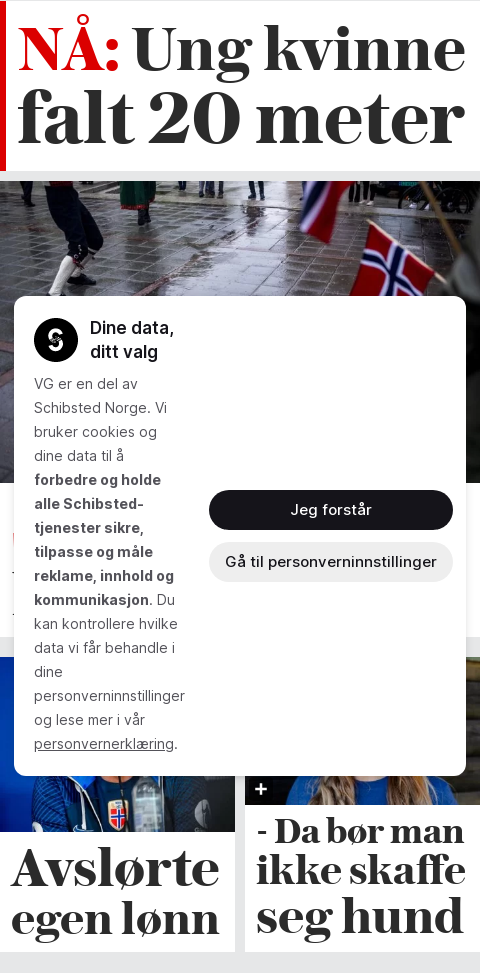 NÅ: Ung kvinne
falt 20 meter
Dine data,
ditt valg
VG er en del av
Schibsted Norge. Vi
bruker cookies og
dine data til å
forbedre og holde
alle Schibsted-
tjenester sikre,
tilpasse og måle
reklame, innhold og
kommunikasjon. Du
kan kontrollere hvilke
data vi får behandle i
dine
personverninnstillinger
og lese mer i vår
personvernerklæring.
Jeg forstår
Gå til personverninnstillinger
Avslørte
egen lønn
- Da bør man
ikke skaffe
seg hund